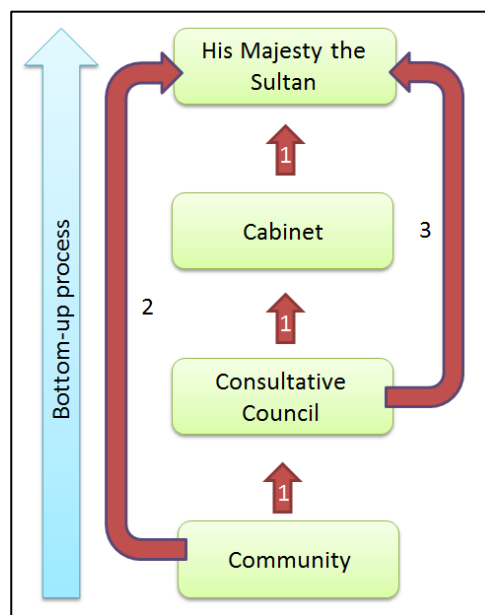 His Majesty the
Sultan
1
Cabinet
3
2
1
Consultative
Council
1
Community
Bottom-up process